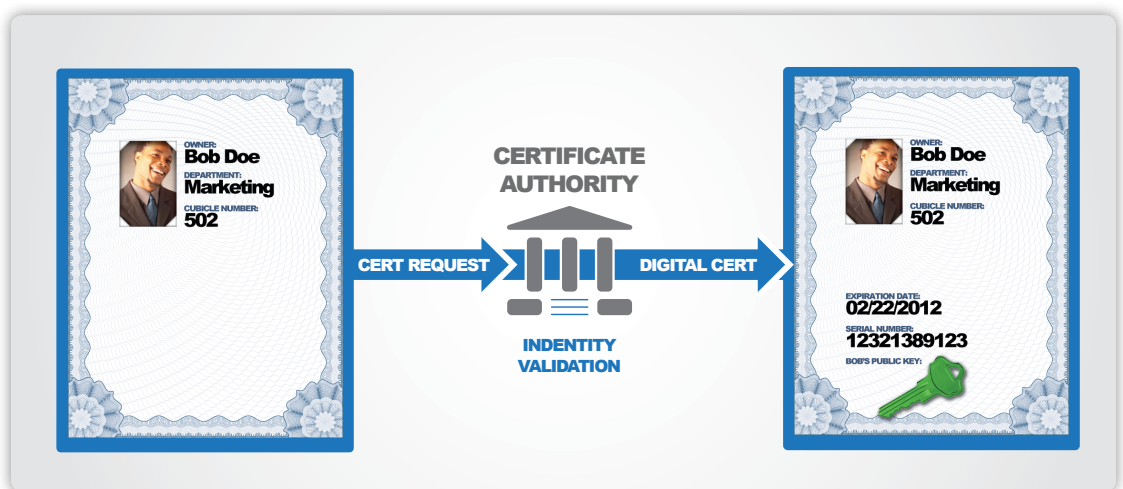 OWNER:
Bob Doe
DEPARTMENT:
Marketing
CUBICLE NUMBER:
502
CERT REQUEST
CERTIFICATE
AUTHORITY
INDENTITY
VALIDATION
DIGITAL CERT
OWNER:
Bob Doe
DEPARTMENT:
Marketing
CUBICLE NUMBER:
502
EXPIRATION DATE:
02/22/2012
SERIAL NUMBER:
12321389123
BOB'S PUBLIC KEY: